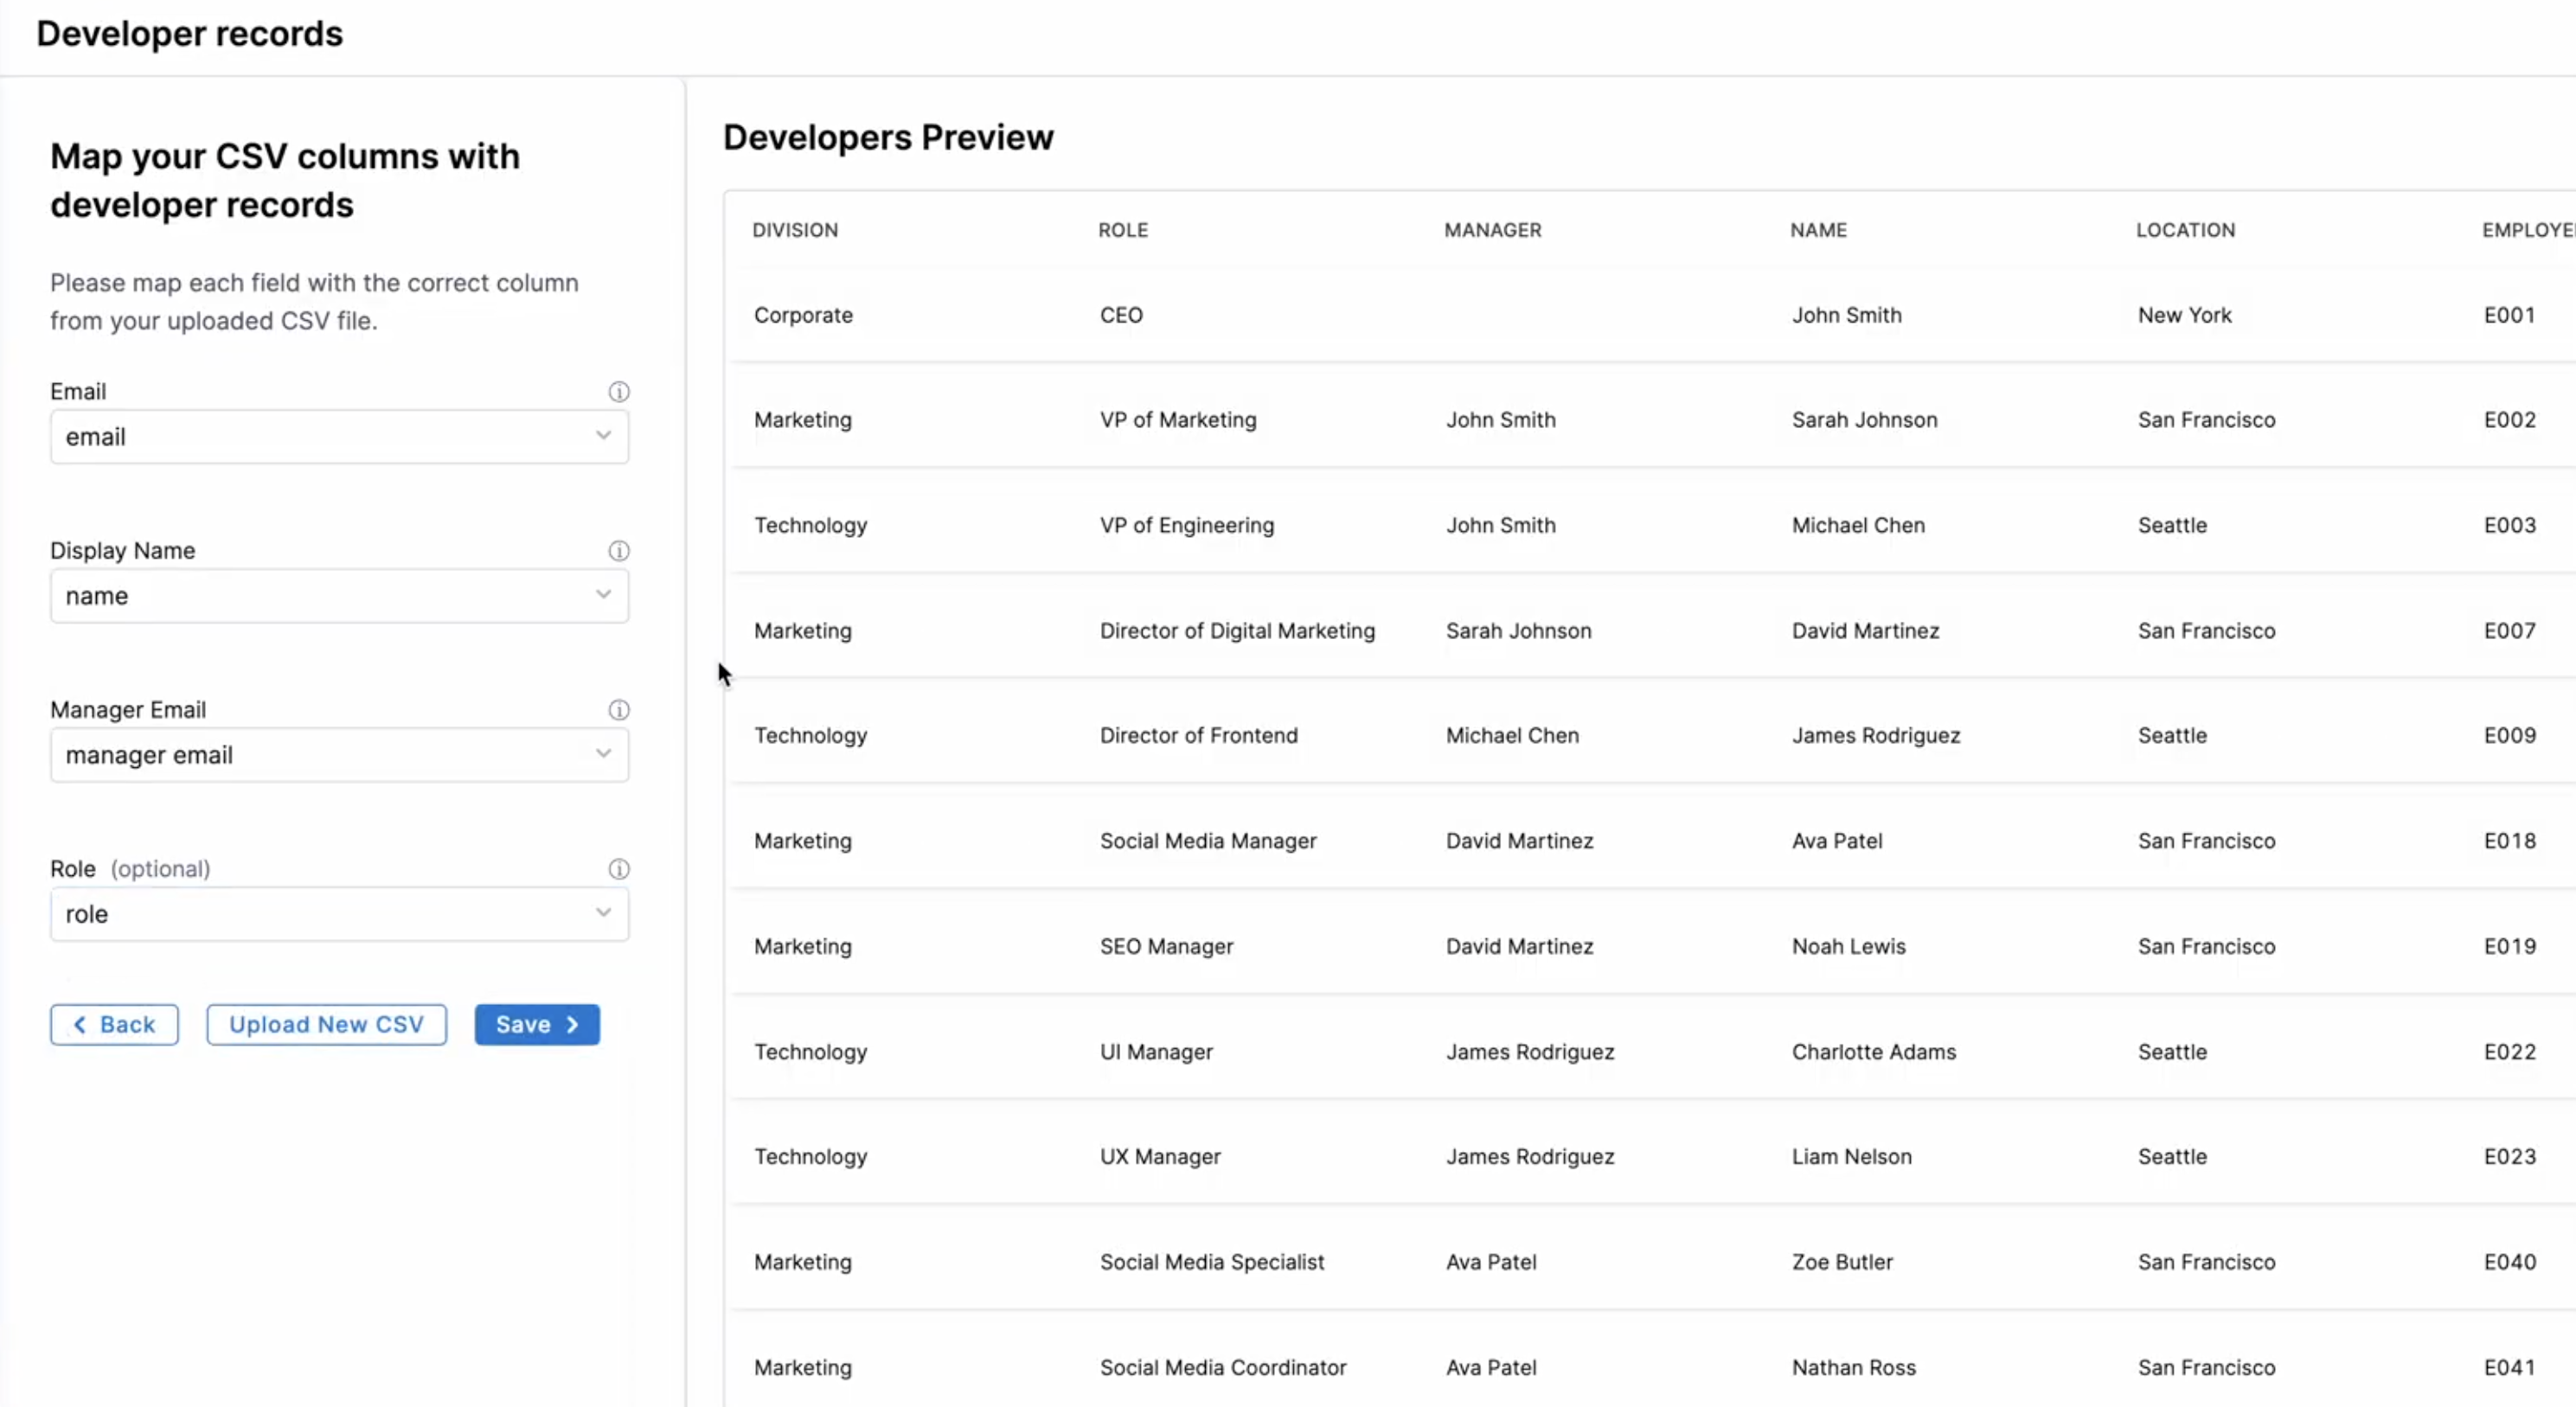 Developer records
Map your CSV columns with
developer records
Please map each field with the correct column
from your uploaded CSV file.
Email
email
Display Name
name
Manager Email
manager email
Role (optional)
role
Back
Upload New CSV
Save
Developers Preview
DIVISION ROLE MANAGER NAME LOCATION
Corporate CEO John Smith New York E001
Marketing VP of Marketing John Smith Sarah Johnson San Francisco E002
Technology VP of Engineering John Smith Michael Chen Seattle E003
Marketing Director of Digital Marketing Sarah Johnson David Martinez San Francisco E007
Technology Director of Frontend Michael Chen James Rodriguez Seattle E009
Marketing Social Media Manager David Martinez Ava Patel San Francisco E018
Marketing SEO Manager David Martinez Noah Lewis San Francisco E019
Technology UI Manager James Rodriguez Charlotte Adams Seattle E022
Technology UX Manager James Rodriguez Liam Nelson Seattle E023
Marketing Social Media Specialist Ava Patel Zoe Butler San Francisco E040
Marketing Social Media Coordinator Ava Patel Nathan Ross San Francisco E041